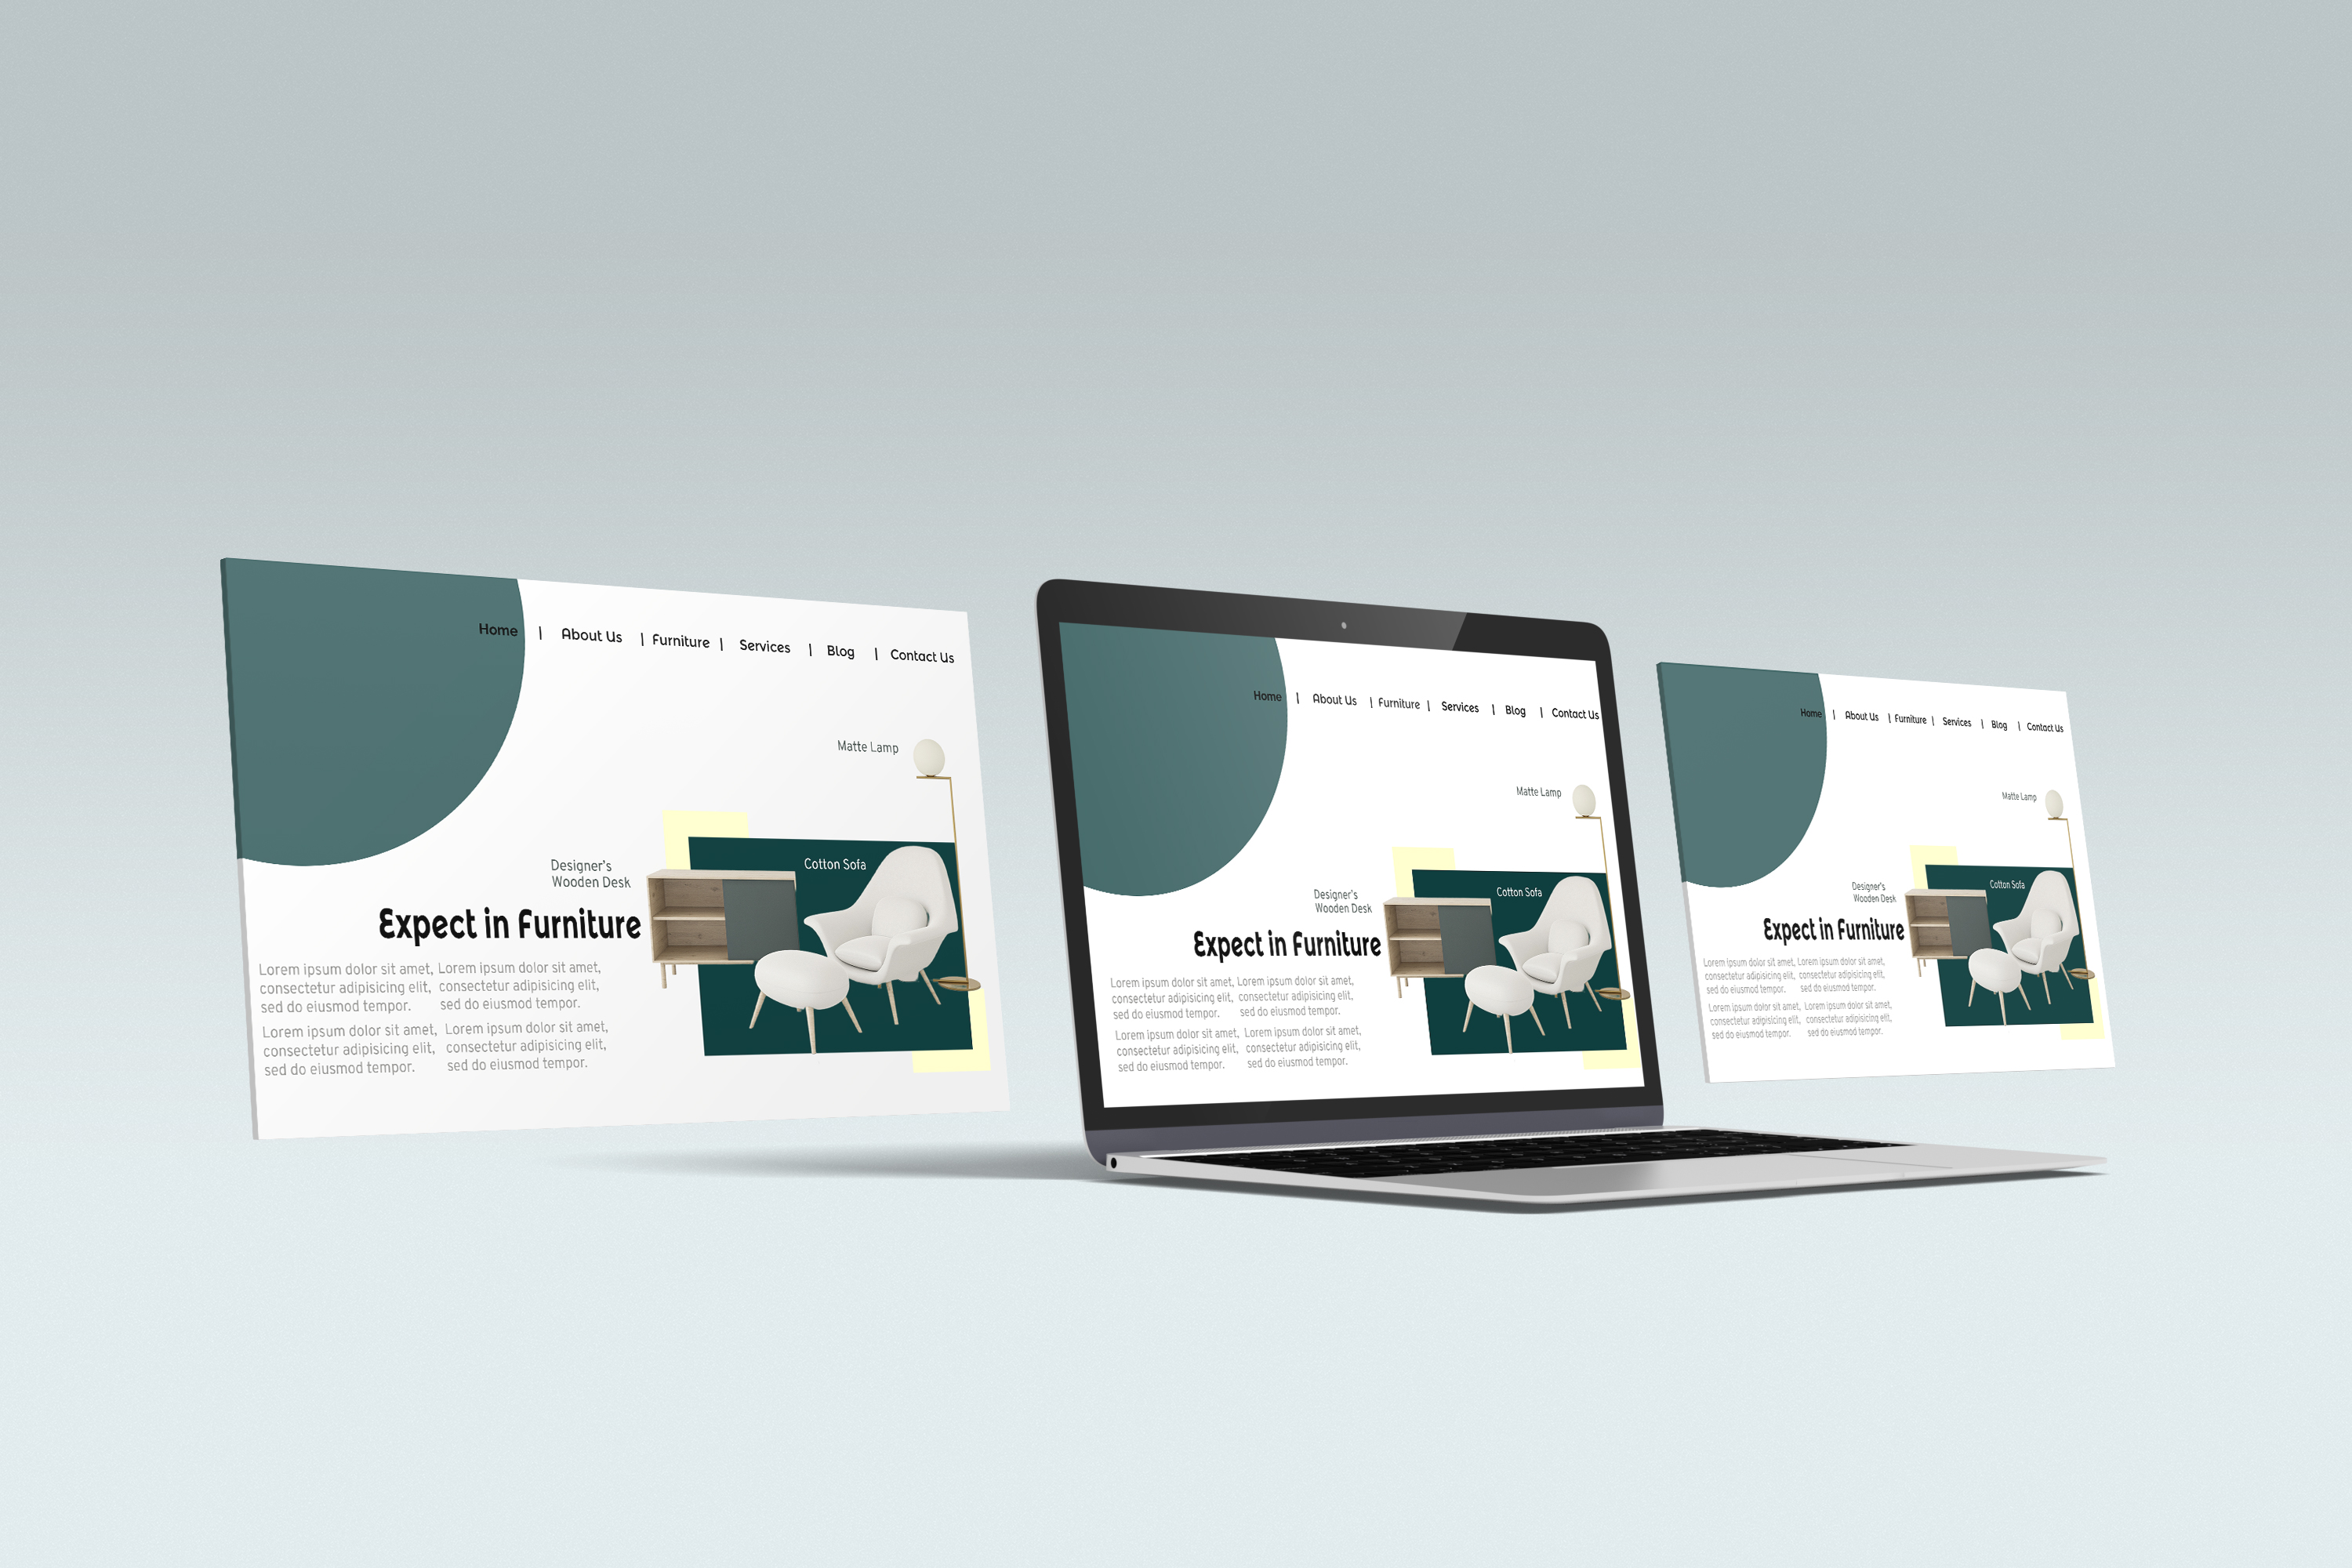 Home | About Us | Furniture | Services | Blog | Contact Us
Matte Lamp
Designer's
Wooden Desk
Cotton Sofa
Expect in Furniture
Lorem ipsum dolor sit amet,
consectetur adipisicing elit,
sed do eiusmod tempor.
Lorem ipsum dolor sit amet,
consectetur adipisicing elit,
sed do eiusmod tempor.
Lorem ipsum dolor sit amet,
consectetur adipisicing elit,
sed do eiusmod tempor.
Lorem ipsum dolor sit amet,
consectetur adipisicing elit,
sed do eiusmod tempor.
Home | About Us | Furniture | Services | Blog | Contact Us
Matte Lamp
Designer's
Wooden Desk
Cotton Sofa
Expect in Furniture
Lorem ipsum dolor sit amet,
consectetur adipisicing elit,
sed do eiusmod tempor.
Lorem ipsum dolor sit amet,
consectetur adipisicing elit,
sed do eiusmod tempor.
Lorem ipsum dolor sit amet,
consectetur adipisicing elit,
sed do eiusmod tempor.
Lorem ipsum dolor sit amet,
consectetur adipisicing elit,
sed do eiusmod tempor.
Home | About Us | Furniture | Services | Blog | Contact Us
Matte Lamp
Designer's
Wooden Desk
Cotton Sofa
Expect in Furniture
Lorem ipsum dolor sit amet,
consectetur adipisicing elit,
sed do eiusmod tempor.
Lorem ipsum dolor sit amet,
consectetur adipisicing elit,
sed do eiusmod tempor.
Lorem ipsum dolor sit amet,
consectetur adipisicing elit,
sed do eiusmod tempor.
Lorem ipsum dolor sit amet,
consectetur adipisicing elit,
sed do eiusmod tempor.